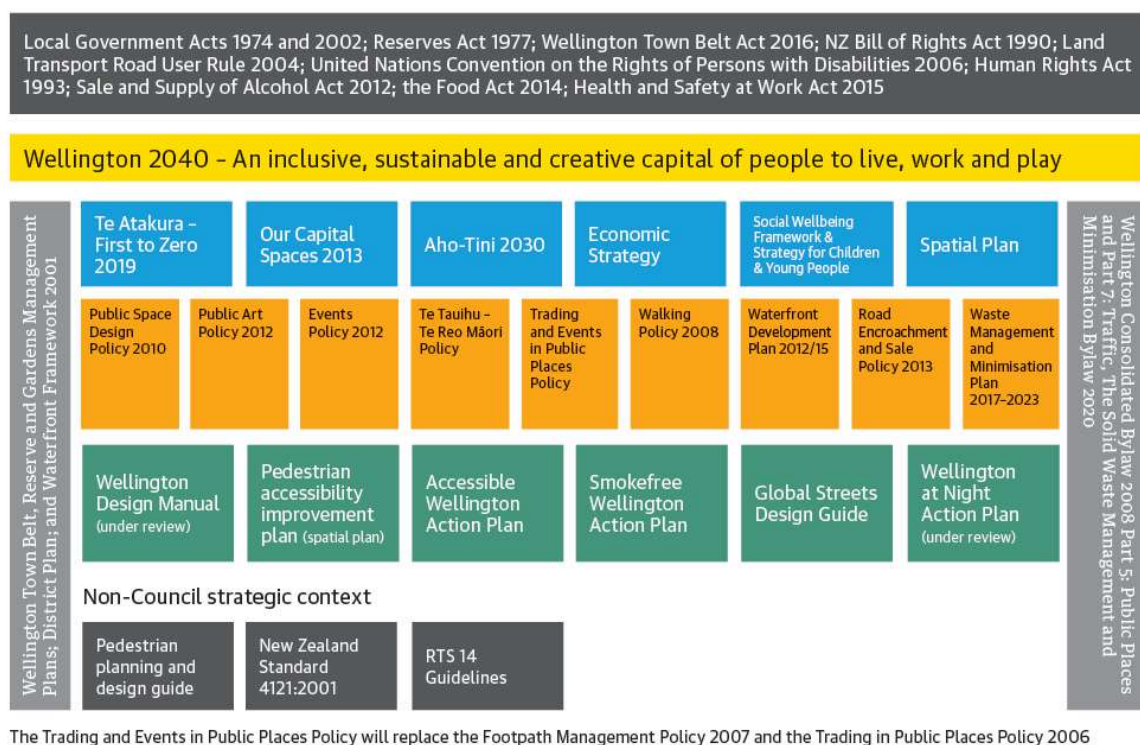 Local Government Acts 1974 and 2002; Reserves Act 1977; Wellington Town Belt Act 2016; NZ Bill of Rights Act 1990; Land
Transport Road User Rule 2004; United Nations Convention on the Rights of Persons with Disabilities 2006; Human Rights Act
1993; Sale and Supply of Alcohol Act 2012; the Food Act 2014; Health and Safety at Work Act 2015
Wellington 2040 – An inclusive, sustainable and creative capital of people to live, work and play
Wellington Town Belt, Reserve and Gardens Management
Plans; District Plan; and Waterfront Framework 2001
Te Atakura –
First to Zero
2019
Our Capital
Spaces 2013
Aho-Tini 2030
Economic
Strategy
Social Wellbeing
Framework &
Strategy for Children
& Young People
Spatial Plan
Public Space
Design
Policy 2010
Public Art
Policy 2012
Events
Policy 2012
Te Tauihu –
Te Reo Māori
Policy
Trading
and Events
in Public
Places
Policy
Walking
Policy 2008
Waterfront
Development
Plan 2012/15
Road
Encroachment
and Sale
Policy 2013
Waste
Management
and
Minimisation
Plan
2017–2023
Wellington
Design Manual
(under review)
Pedestrian
accessibility
improvement
plan (spatial plan)
Accessible
Wellington
Action Plan
Smokefree
Wellington
Action Plan
Global Streets
Design Guide
Wellington
at Night
Action Plan
(under review)
Wellington Consolidated Bylaw 2008 Part 5: Public Places
and Part 7: Traffic, The Solid Waste Management and
Minimisation Bylaw 2020
Non-Council strategic context
Pedestrian
planning and
design guide
New Zealand
Standard
4121:2001
RTS 14
Guidelines
The Trading and Events in Public Places Policy will replace the Footpath Management Policy 2007 and the Trading in Public Places Policy 2006